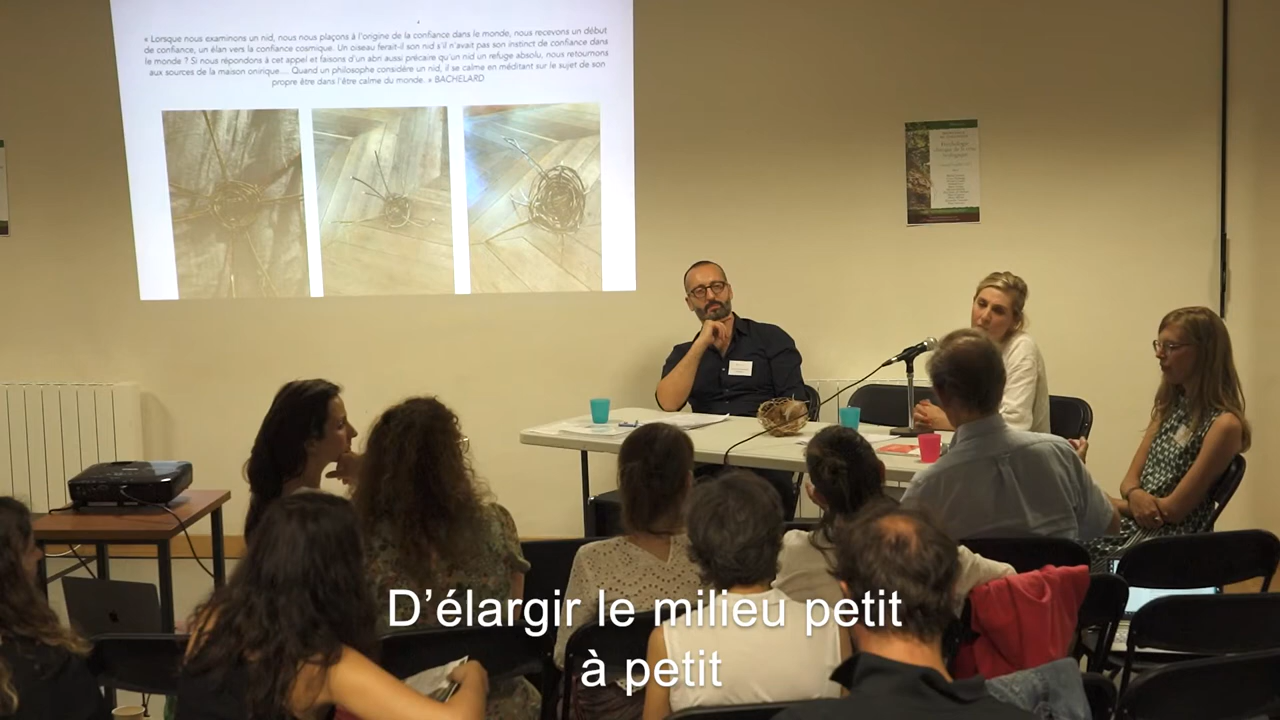 « Lorsque nous examinons un nid, nous nous plaçons à l'origine de la confiance dans le monde, nous recevons un début
de confiance, un élan vers la confiance cosmique. Un oiseau ferait-il son nid s'il n'avait pas son instinct de confiance dans
le monde ? Si nous répondons à cet appel et faisons d'un abri aussi précaire qu'un nid un refuge absolu, nous retournons
aux sources de la maison onirique.... Quand un philosophe considère un nid, il se calme en méditant sur le sujet de son
propre être dans l'être calme du monde. » BACHELARD
D'élargir le milieu petit
à petit